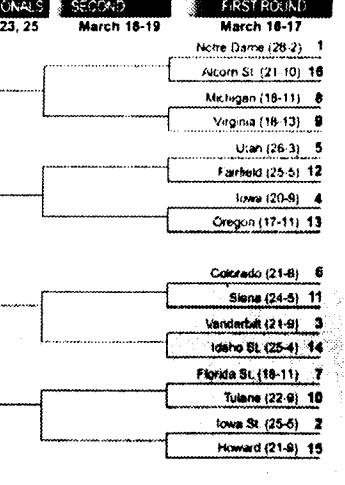 ONALS SECOND FIRST ROUND
23, 25 March 18-19 March 16-17
Notre Dame (28-2) 1
Alcorn St. (21-10) 16
Michigan (18-11) 8
Virginia (18-13) 9
Utah (26-3) 5
Fairfield (25-5) 12
Iowa (20-9) 4
Oregon (17-11) 13
Colorado (21-8) 6
Siena (24-5) 11
Vanderbilt (21-9) 3
Idaho St. (25-4) 14
Florida St. (18-11) 7
Tulane (22-9) 10
Iowa St. (25-5) 2
Howard (21-9) 15